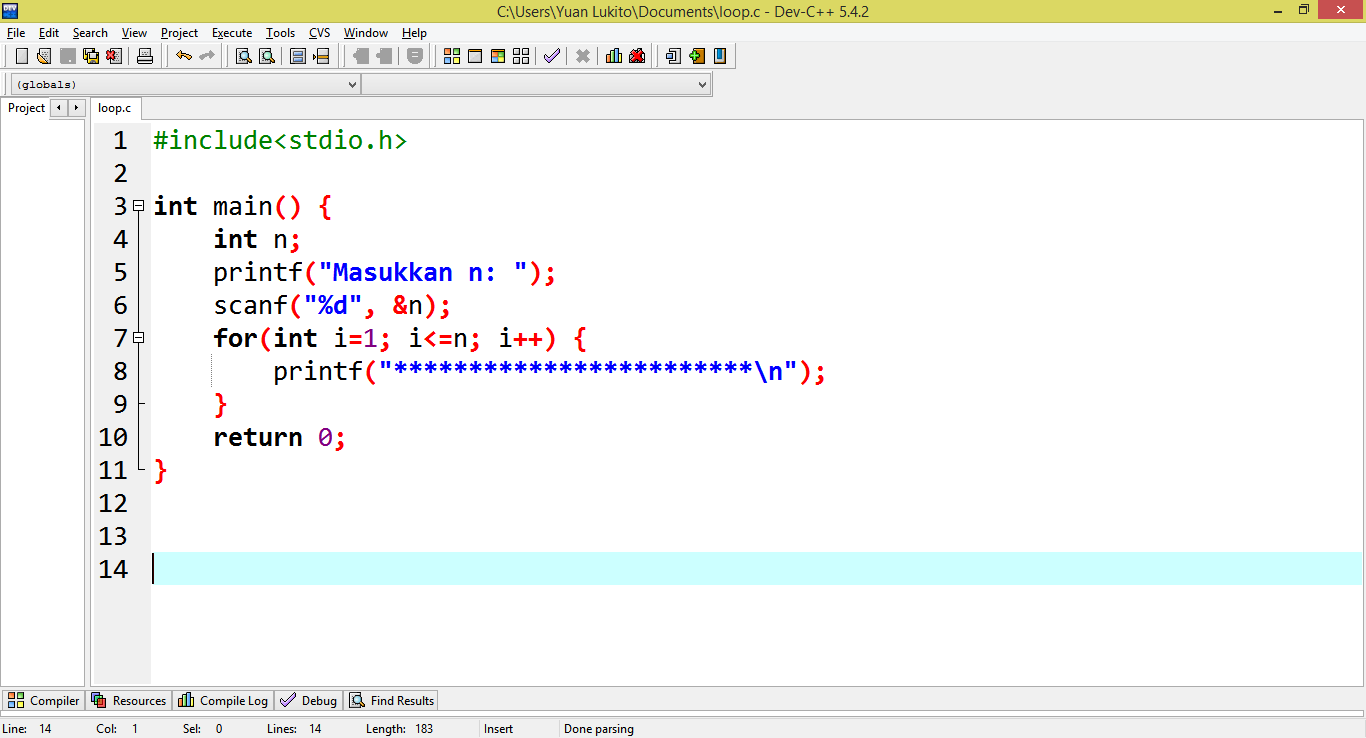 C:\Users\Yuan Lukito\Documents\loop.c - Dev-C++ 5.4.2
File Edit Search View Project Execute Tools CVS Window Help
(globals)
Project loop.c
1 #include<stdio.h>
2
3 int main() {
4 int n;
5 printf("Masukkan n: ");
6 scanf("%d", &n);
7 for(int i=1; i<=n; i++) {
8 printf("************************\n");
9 }
10 return 0;
11 }
12
13
14
Compiler Resources Compile Log Debug Find Results
Line: 14 Col: 1 Sel: 0 Lines: 14 Length: 183 Insert Done parsing